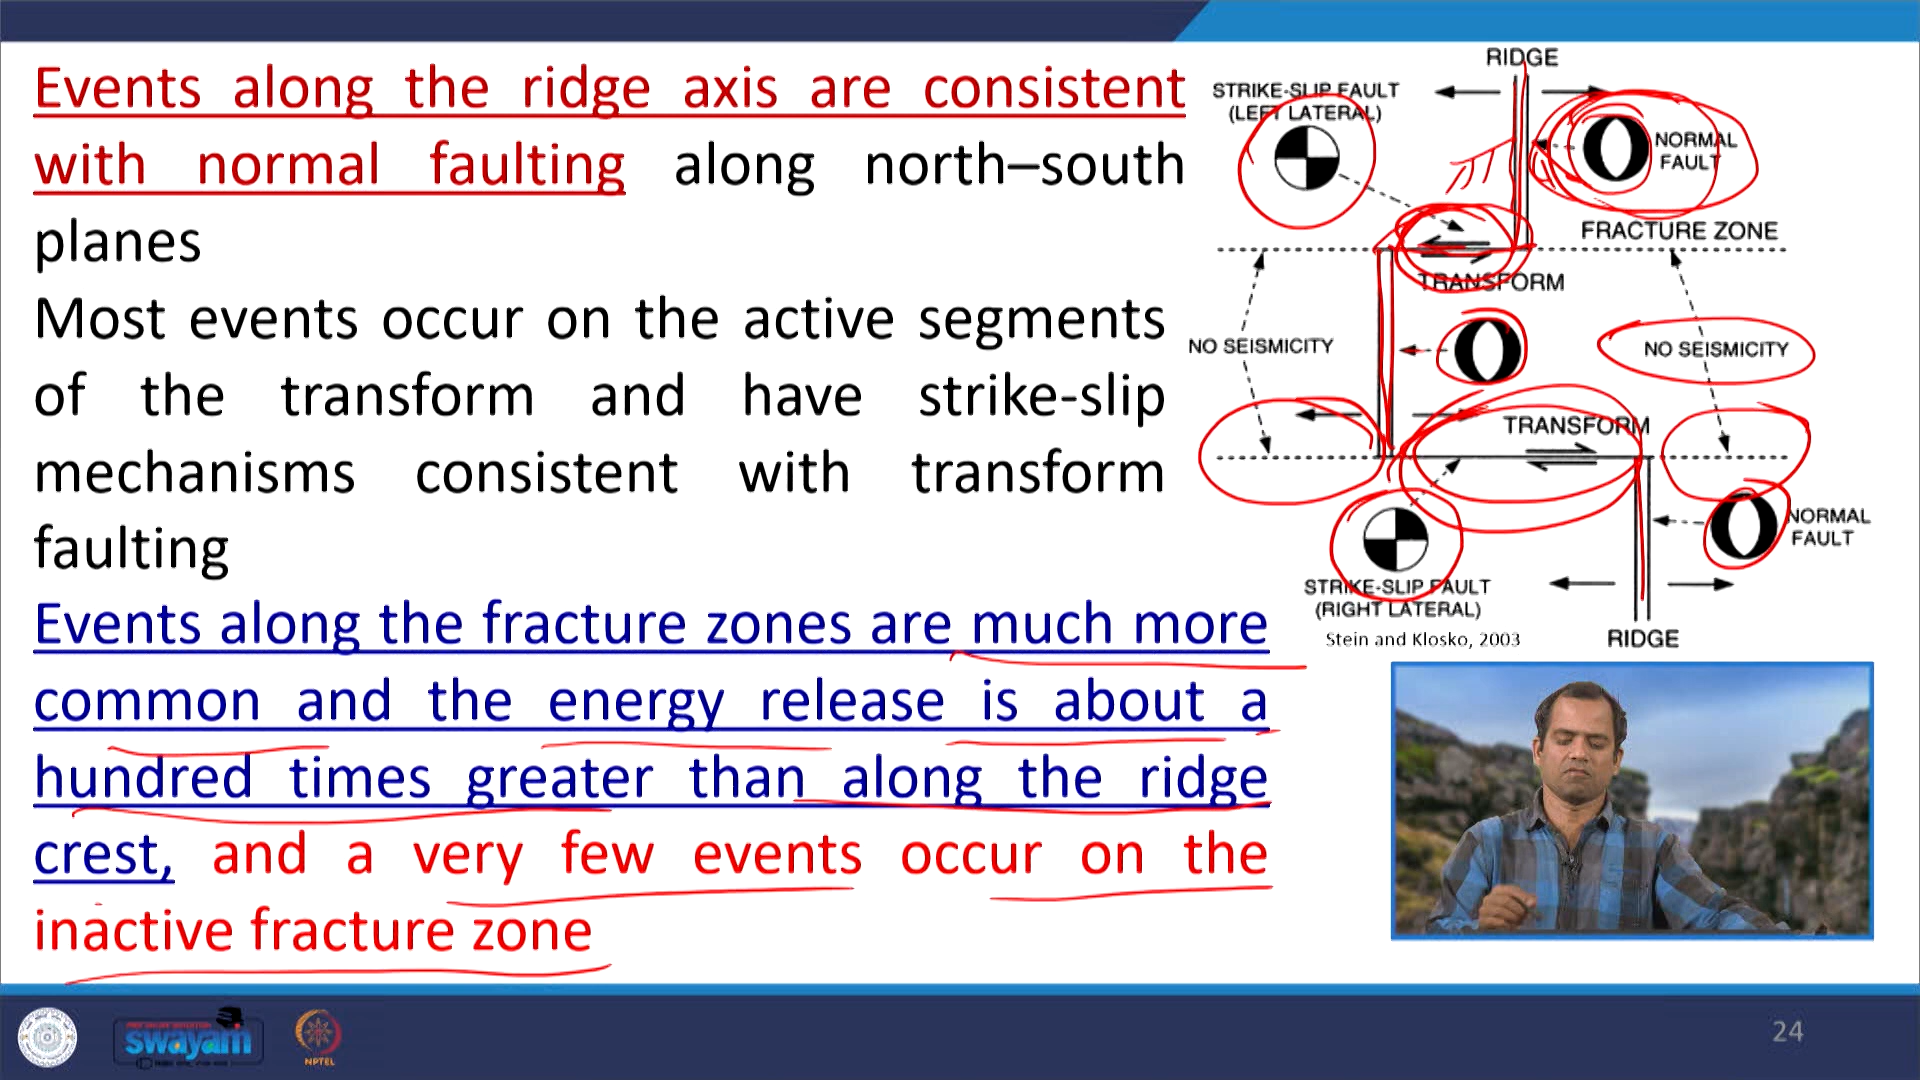 Events along the ridge axis are consistent
with normal faulting along north–south
planes
Most events occur on the active segments
of the transform and have strike-slip
mechanisms consistent with transform
faulting
Events along the fracture zones are much more
common and the energy release is about a
hundred times greater than along the ridge
crest, and a very few events occur on the
inactive fracture zone
RIDGE
STRIKE-SLIP FAULT
(LEFT LATERAL)
NORMAL
FAULT
FRACTURE ZONE
TRANSFORM
NO SEISMICITY
NO SEISMICITY
TRANSFORM
NORMAL
FAULT
STRIKE-SLIP FAULT
(RIGHT LATERAL)
Stein and Klosko, 2003
RIDGE
swayam
NPTEL
24